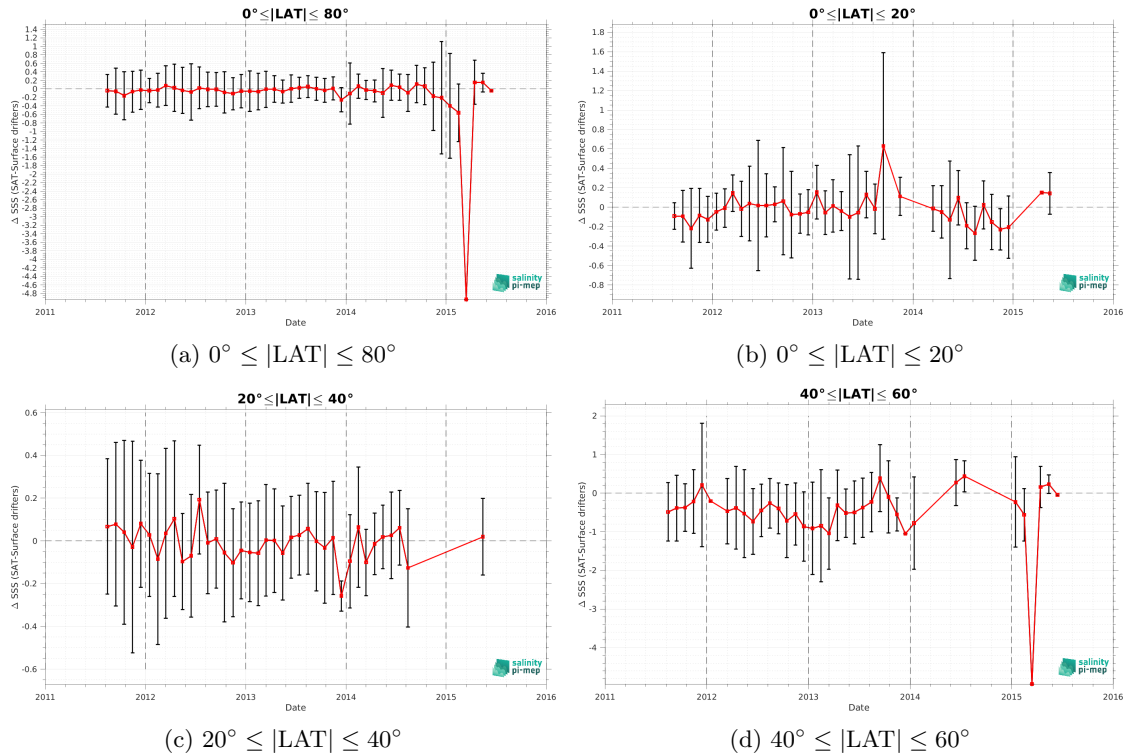 0°≤|LAT|≤ 80°
1.4
1.2
1
0.8
0.6
0.4
0.2
0
-0.2
-0.4
-0.6
-0.8
-1
-1.2
-1.4
-1.6
-1.8
-2
-2.2
-2.4
-2.6
-2.8
-3
-3.2
-3.4
-3.6
-3.8
-4
-4.2
-4.4
-4.6
-4.8
Δ SSS (SAT-Surface drifters)
salinity
pi-mep
2011 2012 2013 2014 2015 2016
Date
(a) 0° ≤ |LAT| ≤ 80°
0°≤|LAT|≤ 20°
1.8
1.6
1.4
1.2
1
0.8
0.6
0.4
0.2
0
-0.2
-0.4
-0.6
-0.8
Δ SSS (SAT-Surface drifters)
salinity
pi-mep
2011 2012 2013 2014 2015 2016
Date
(b) 0° ≤ |LAT| ≤ 20°
20°≤|LAT|≤ 40°
0.6
0.4
0.2
0
-0.2
-0.4
-0.6
Δ SSS (SAT-Surface drifters)
salinity
pi-mep
2011 2012 2013 2014 2015 2016
Date
(c) 20° ≤ |LAT| ≤ 40°
40°≤|LAT|≤ 60°
2
1
0
-1
-2
-3
-4
Δ SSS (SAT-Surface drifters)
salinity
pi-mep
2011 2012 2013 2014 2015 2016
Date
(d) 40° ≤ |LAT| ≤ 60°